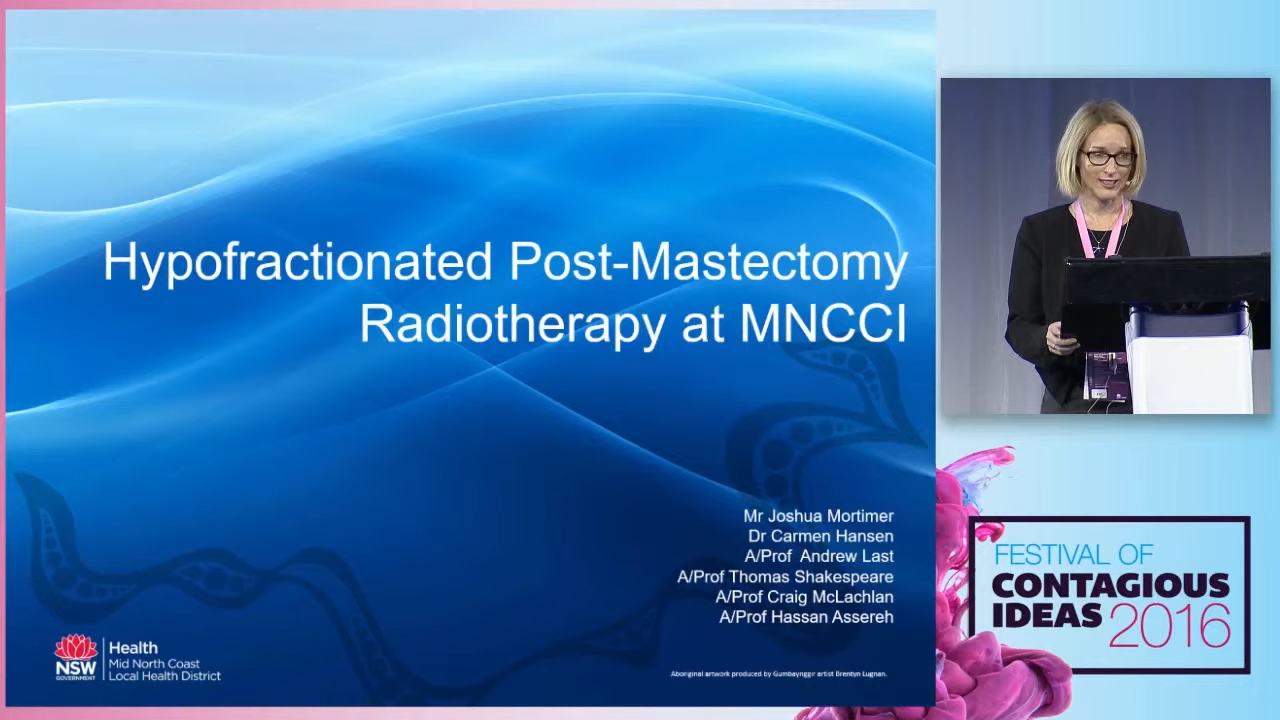 Hypofractionated Post-Mastectomy
Radiotherapy at MNCCI
Mr Joshua Mortimer
Dr Carmen Hansen
A/Prof Andrew Last
A/Prof Thomas Shakespeare
A/Prof Craig McLachlan
A/Prof Hassan Assereh
NSW
GOVERNMENT
Health
Mid North Coast
Local Health District
Aboriginal artwork produced by Gumbaynggir artist Brentyn Lugnan.
FESTIVAL OF
CONTAGIOUS
IDEAS 2016